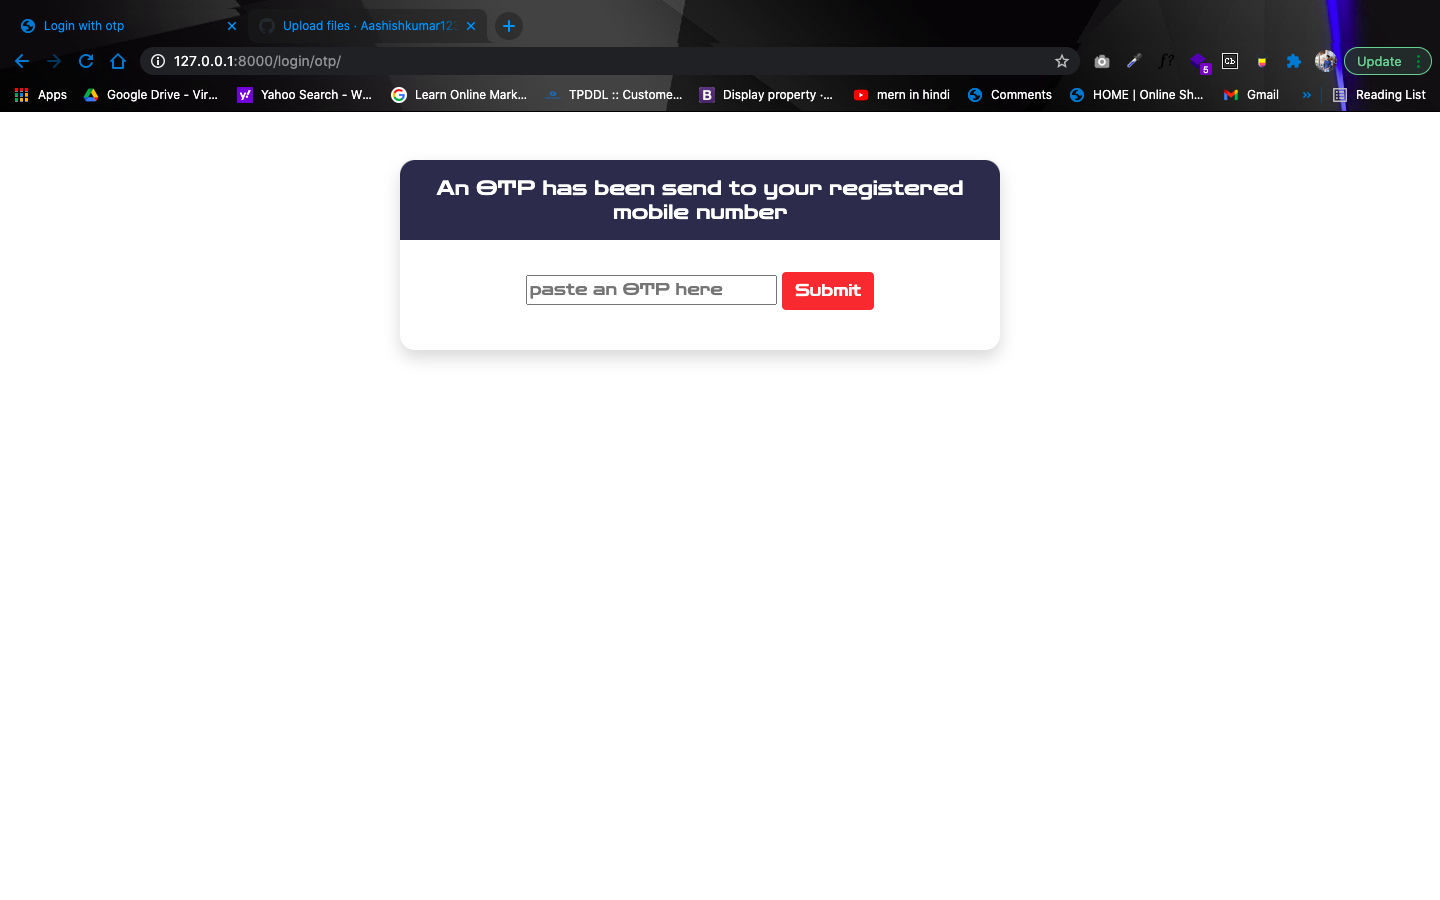 Login with otp
Upload files · Aashishkumar12
127.0.0.1:8000/login/otp/
f?
5
Cb
Update
Apps
Google Drive - Vir...
Yahoo Search - W...
Learn Online Mark...
TPDDL :: Custome...
B
Display property ·...
mern in hindi
Comments
HOME | Online Sh...
Gmail
»
Reading List
An OTP has been send to your registered
mobile number
paste an OTP here
Submit